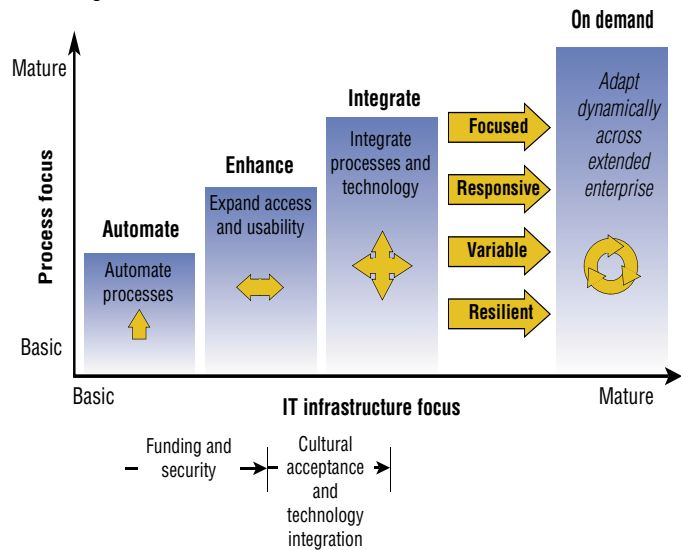 On demand
Mature
Adapt
dynamically
across
extended
enterprise
Integrate
Integrate
processes and
technology
Focused
Responsive
Variable
Resilient
Enhance
Expand access
and usability
Automate
Automate
processes
Process focus
Basic
Basic
IT infrastructure focus
Mature
Funding and
security
Cultural
acceptance
and
technology
integration